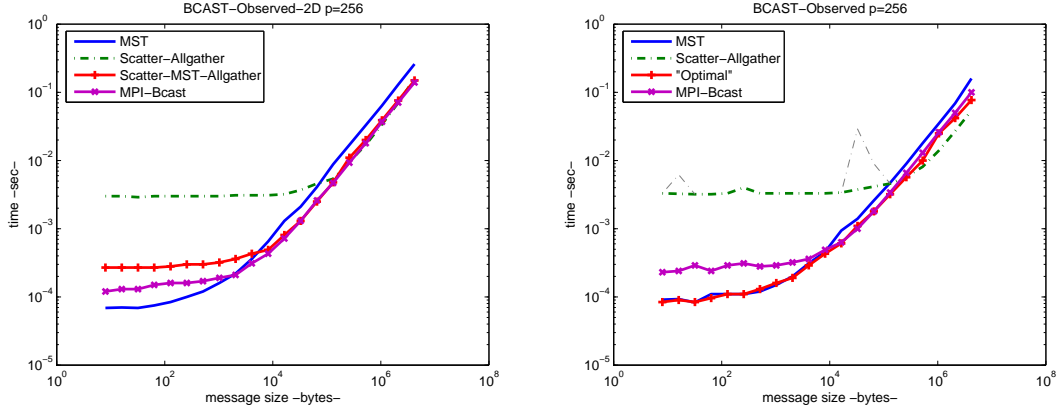 BCAST−Observed−2D p=256
10^0
10^−1
10^−2
10^−3
10^−4
10^−5
time −sec−
MST
Scatter−Allgather
Scatter−MST−Allgather
MPI−Bcast
10^0
10^2
10^4
10^6
10^8
message size −bytes−
BCAST−Observed p=256
10^0
10^−1
10^−2
10^−3
10^−4
10^−5
time −sec−
MST
Scatter−Allgather
"Optimal"
MPI−Bcast
10^0
10^2
10^4
10^6
10^8
message size −bytes−